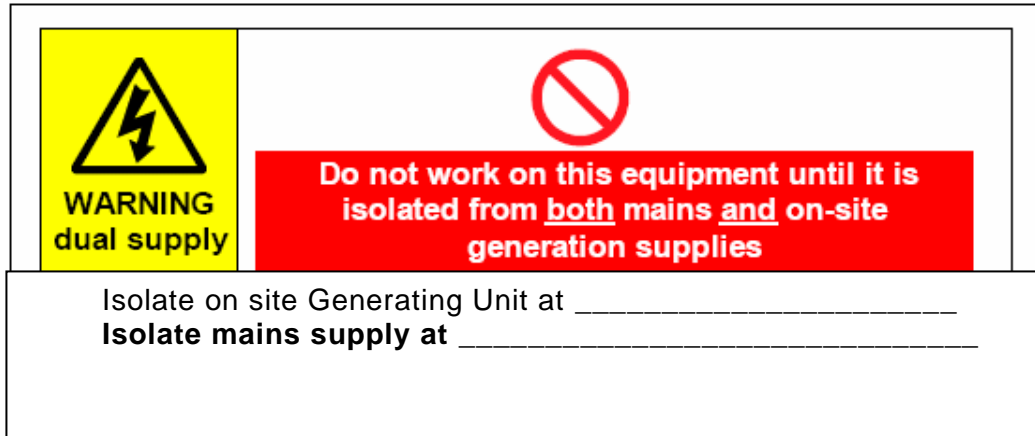 WARNING
dual supply
Do not work on this equipment until it is
isolated from both mains and on-site
generation supplies
Isolate on site Generating Unit at ______________________
Isolate mains supply at ______________________________